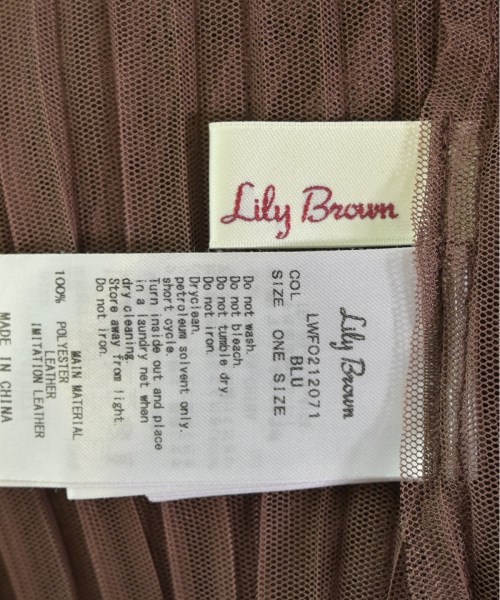 Lily Brown
Lily Brown
LWFO212071
COL BLU
SIZE ONE SIZE
Do not wash.
Do not bleach.
Do not tumble dry.
Do not iron.
Dryclean.
petroleum solvent only.
short cycle.
Turn inside out and place
in a laundry net when
dry cleaning.
Store away from light.
Do not iron.
MAIN MATERIAL
100% POLYESTER
LEATHER
IMITATION LEATHER
MADE IN CHINA